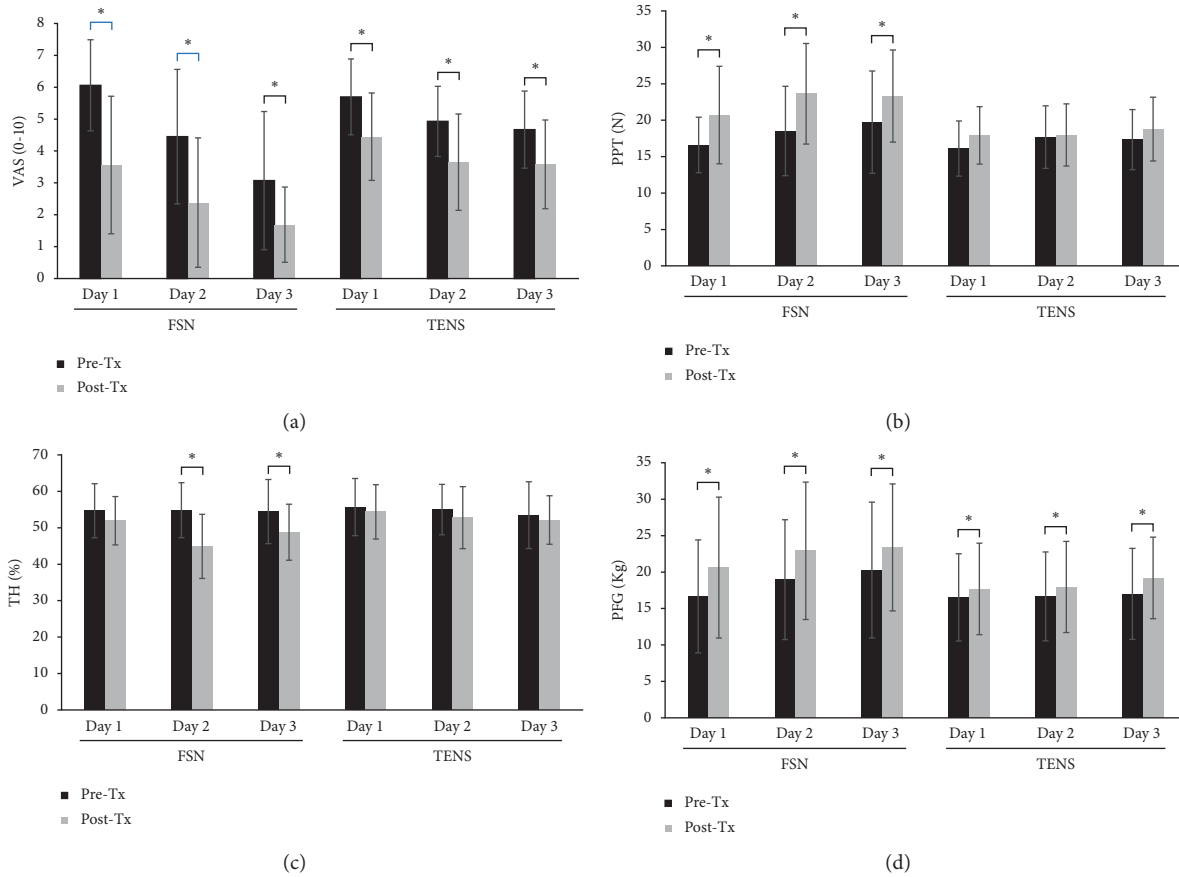 8
7
6
5
4
3
2
1
0
VAS (0-10)
* * * * * *
Day 1 Day 2 Day 3 Day 1 Day 2 Day 3
FSN TENS
Pre-Tx
Post-Tx
(a)
35
30
25
20
15
10
5
0
PPT (N)
* * *
Day 1 Day 2 Day 3 Day 1 Day 2 Day 3
FSN TENS
Pre-Tx
Post-Tx
(b)
70
60
50
40
30
20
10
0
TH (%)
* *
Day 1 Day 2 Day 3 Day 1 Day 2 Day 3
FSN TENS
Pre-Tx
Post-Tx
(c)
35
30
25
20
15
10
5
0
PFG (Kg)
* * * * * *
Day 1 Day 2 Day 3 Day 1 Day 2 Day 3
FSN TENS
Pre-Tx
Post-Tx
(d)